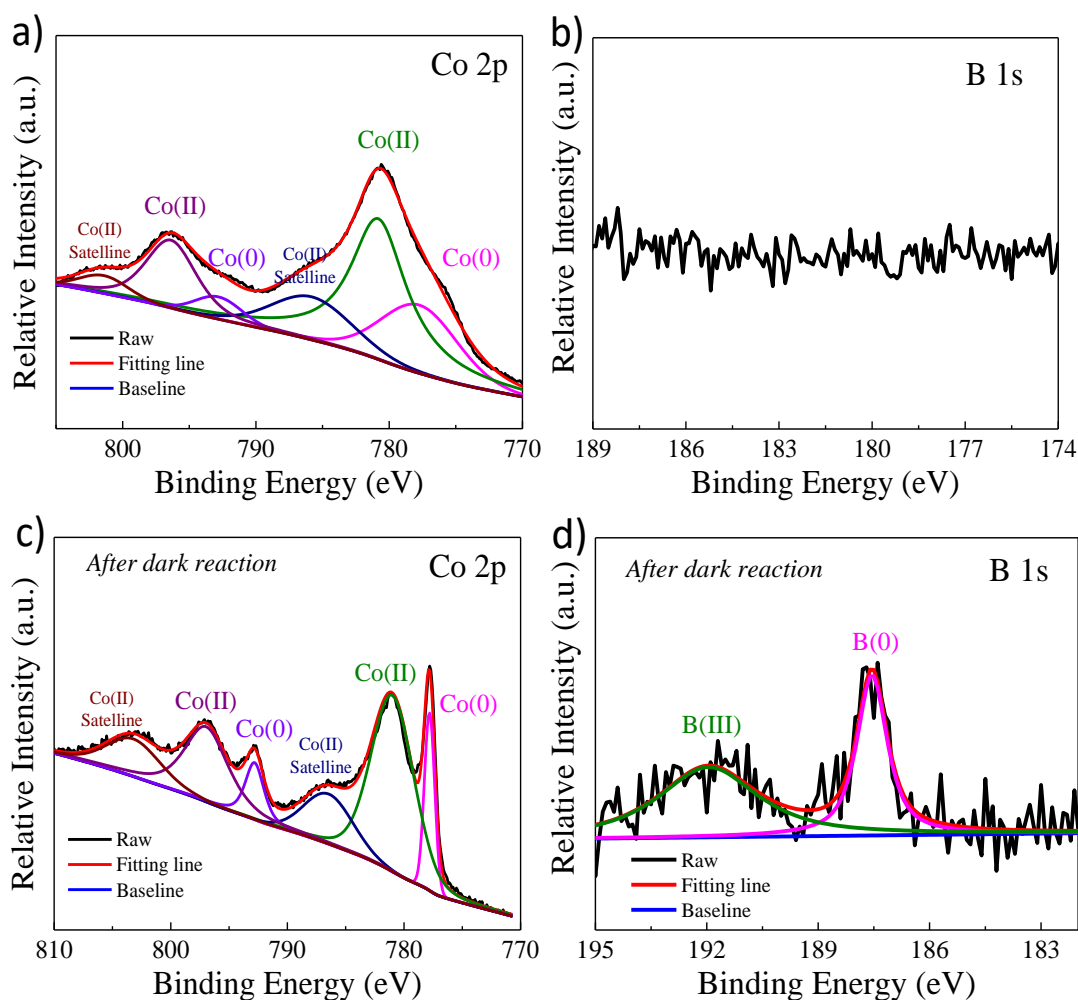 a)
Co 2p
Relative Intensity (a.u.)
Co(II)
Co(II)
Co(II)
Satelline
Co(0)
Co(II)
Satelline
Co(0)
Raw
Fitting line
Baseline
800
790
780
770
Binding Energy (eV)
b)
B 1s
Relative Intensity (a.u.)
189
186
183
180
177
174
Binding Energy (eV)
c)
After dark reaction
Co 2p
Relative Intensity (a.u.)
Co(II)
Satelline
Co(II)
Co(0)
Co(II)
Satelline
Co(II)
Co(0)
Raw
Fitting line
Baseline
810
800
790
780
770
Binding Energy (eV)
d)
After dark reaction
B 1s
Relative Intensity (a.u.)
B(0)
B(III)
Raw
Fitting line
Baseline
195
192
189
186
Binding Energy (eV)